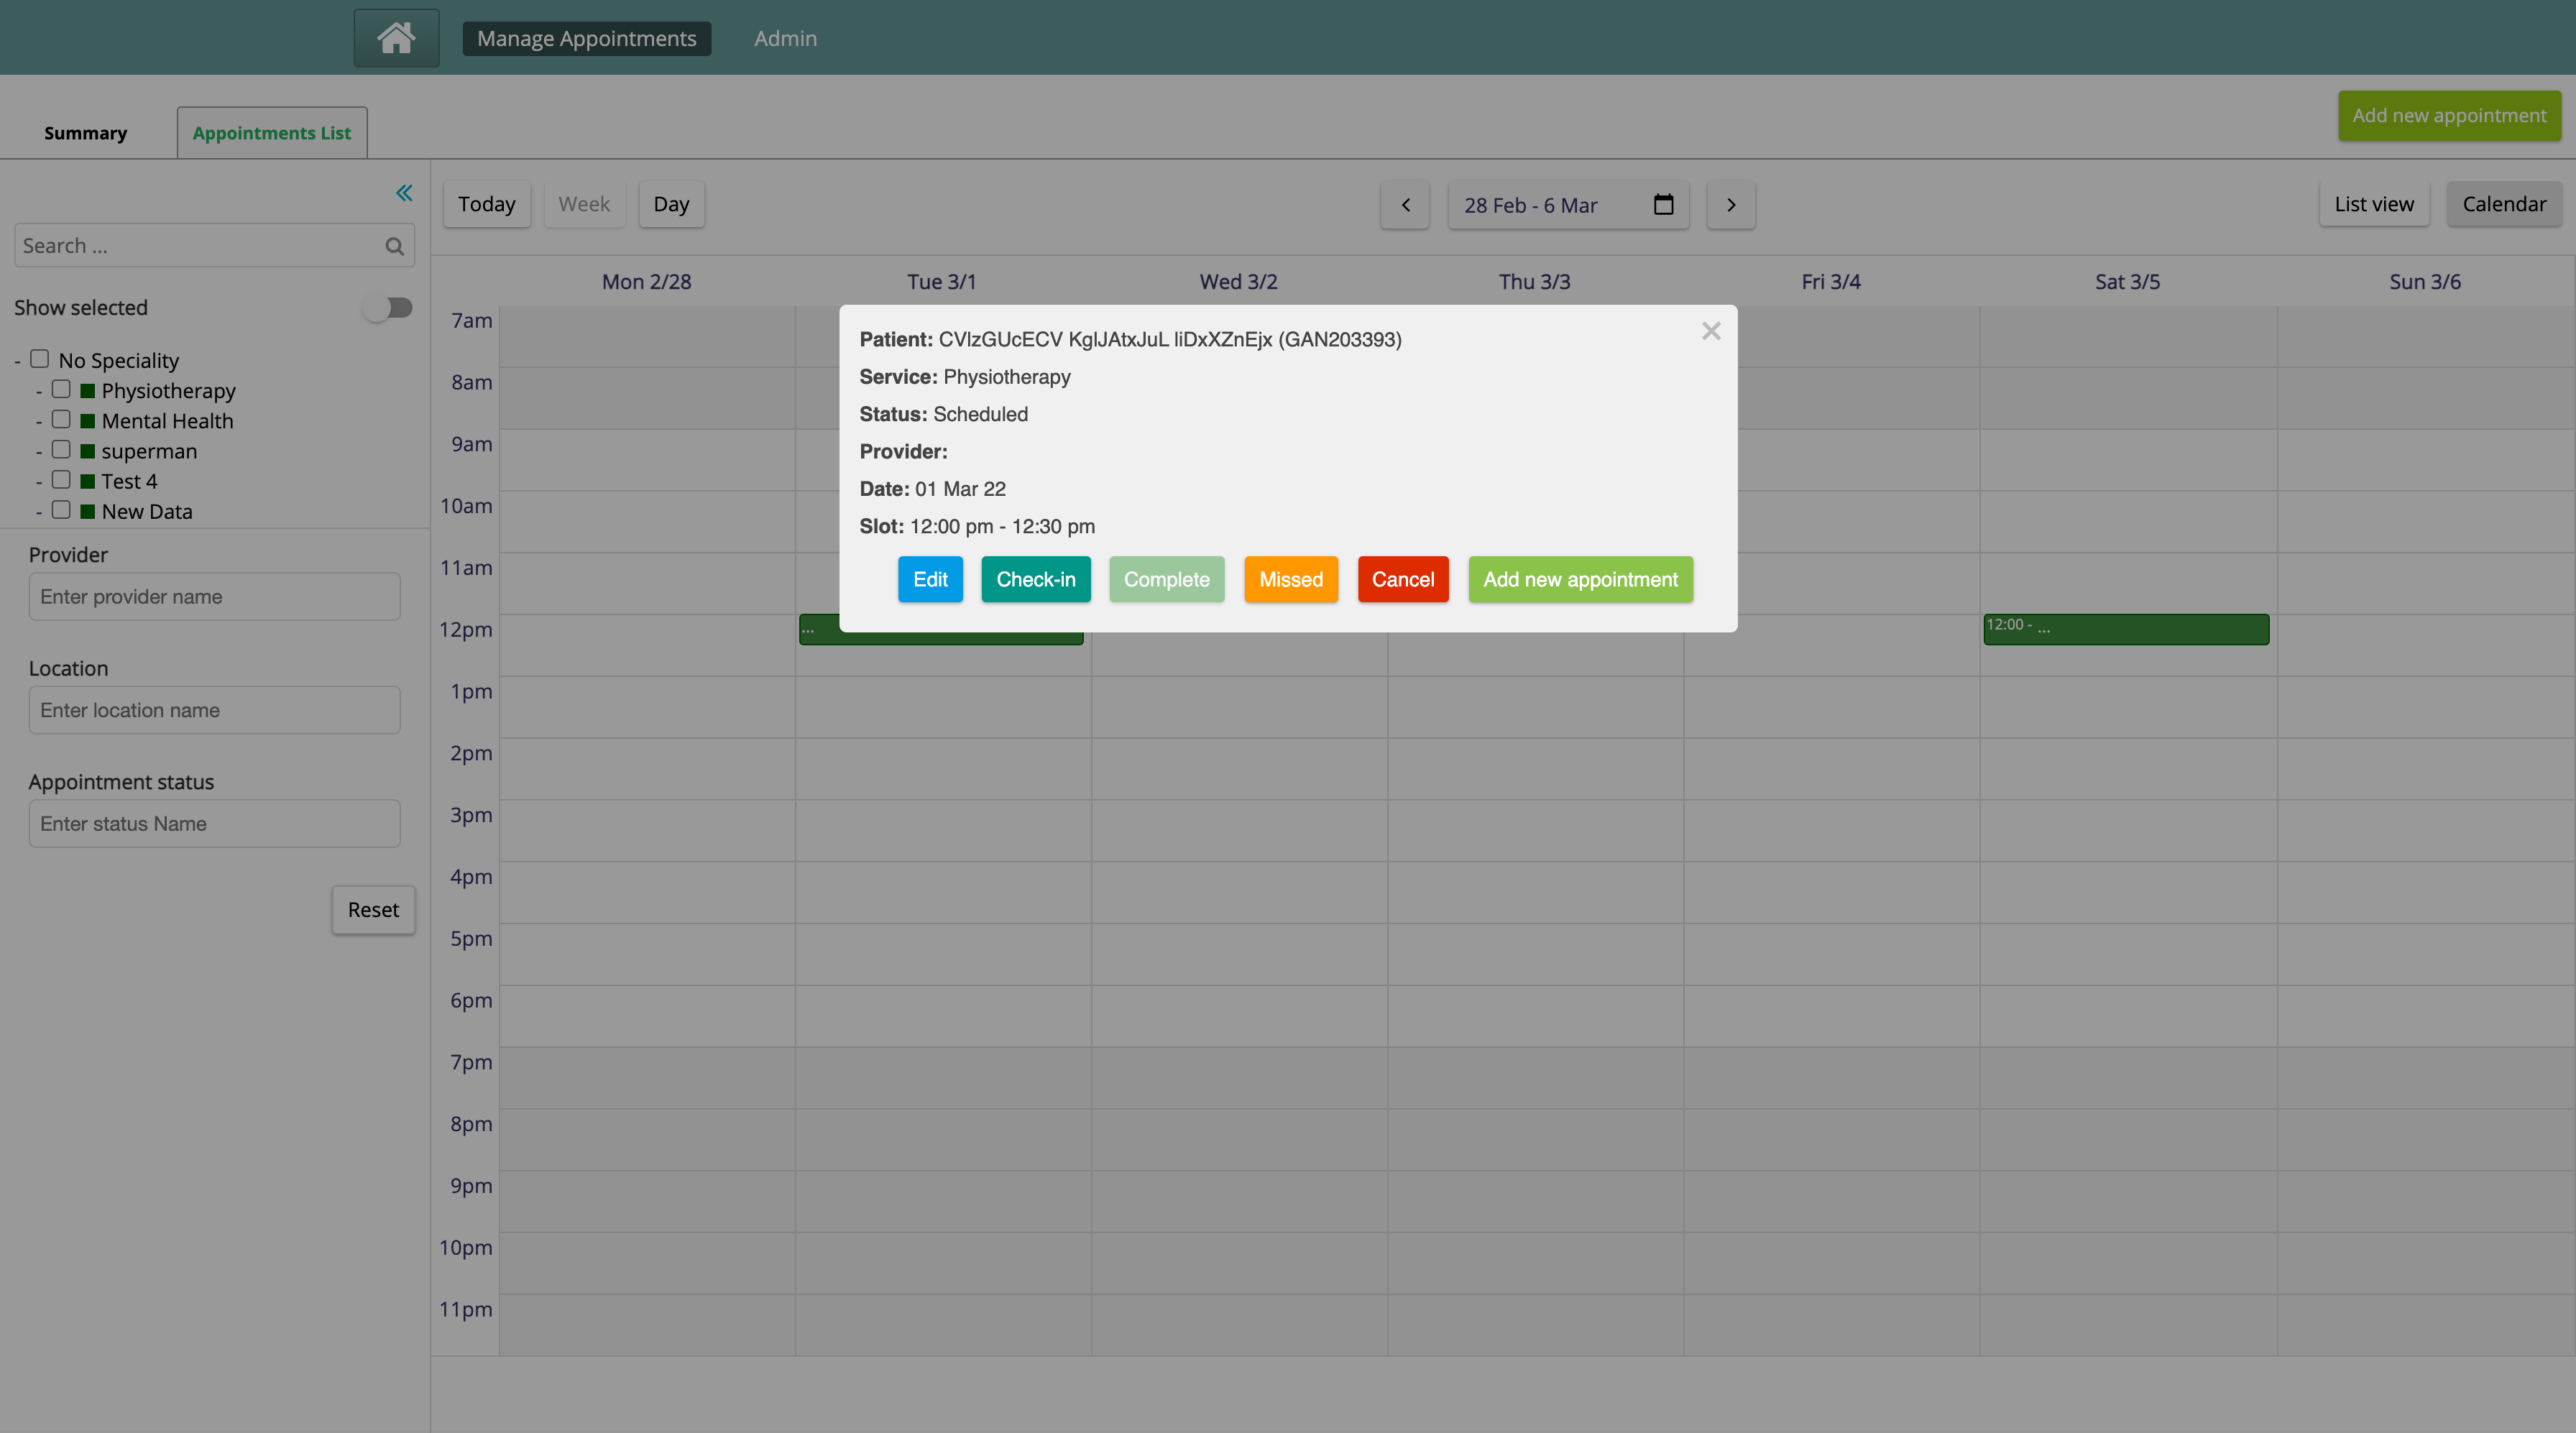 Manage Appointments
Admin
Summary
Appointments List
Add new appointment
Search ...
Show selected
- No Speciality
- Physiotherapy
- Mental Health
- superman
- Test 4
- New Data
Provider
Enter provider name
Location
Enter location name
Appointment status
Enter status Name
Reset
Today
Week
Day
28 Feb - 6 Mar
List view
Calendar
Mon 2/28
Tue 3/1
Wed 3/2
Thu 3/3
Fri 3/4
Sat 3/5
Sun 3/6
7am
8am
9am
10am
11am
12pm
1pm
2pm
3pm
4pm
5pm
6pm
7pm
8pm
9pm
10pm
11pm
...
12:00 - ...
Patient: CVlzGUcECV KglJAtxJuL liDxXZnEjx (GAN203393)
Service: Physiotherapy
Status: Scheduled
Provider:
Date: 01 Mar 22
Slot: 12:00 pm - 12:30 pm
Edit
Check-in
Complete
Missed
Cancel
Add new appointment